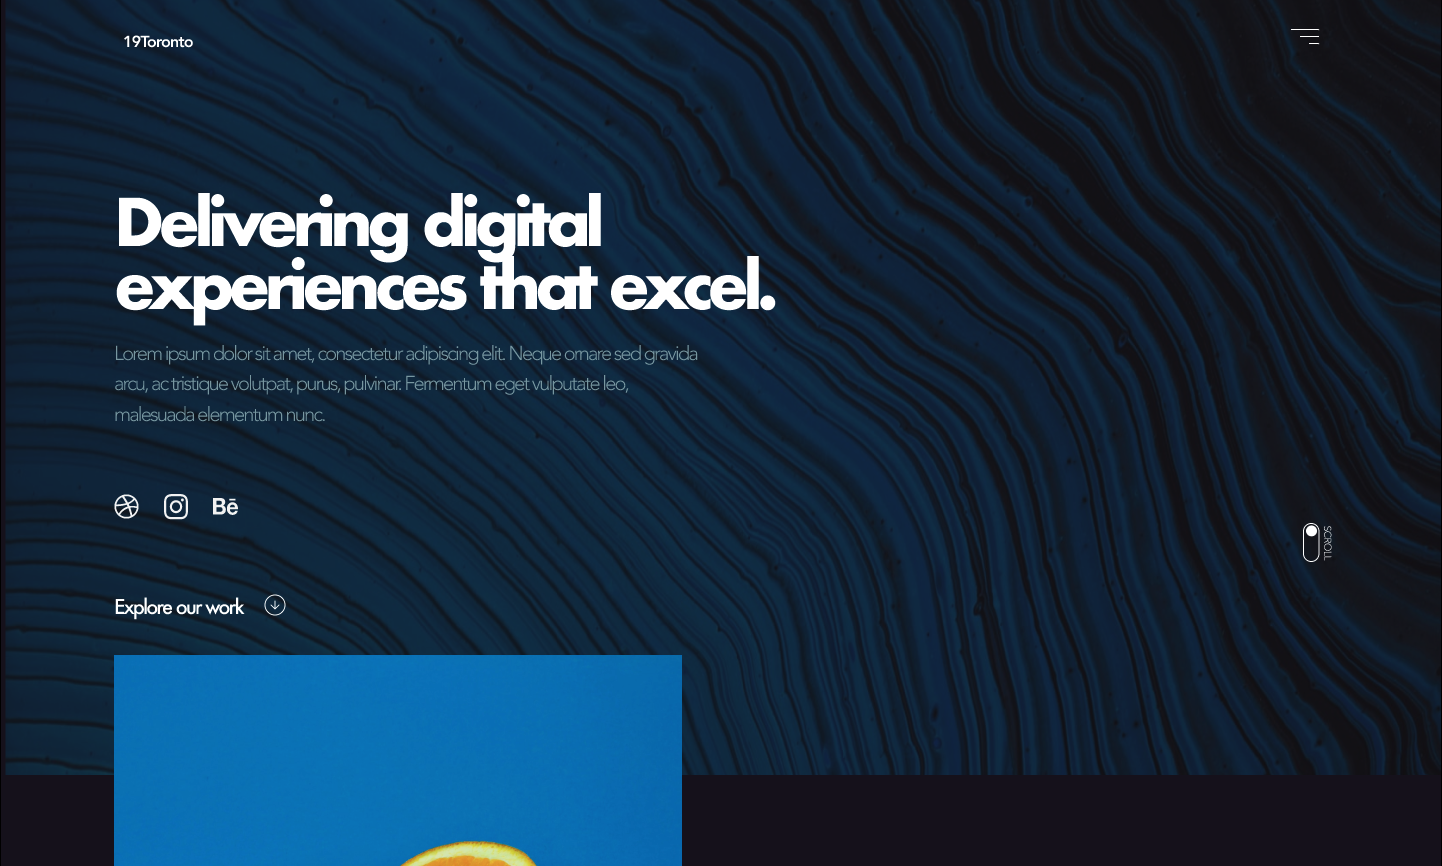 19Toronto
Delivering digital
experiences that excel.
Lorem ipsum dolor sit amet, consectetur adipiscing elit. Neque ornare sed gravida
arcu, ac tristique volutpat, purus, pulvinar. Fermentum eget vulputate leo,
malesuada elementum nunc.
Bē
SCROLL
Explore our work